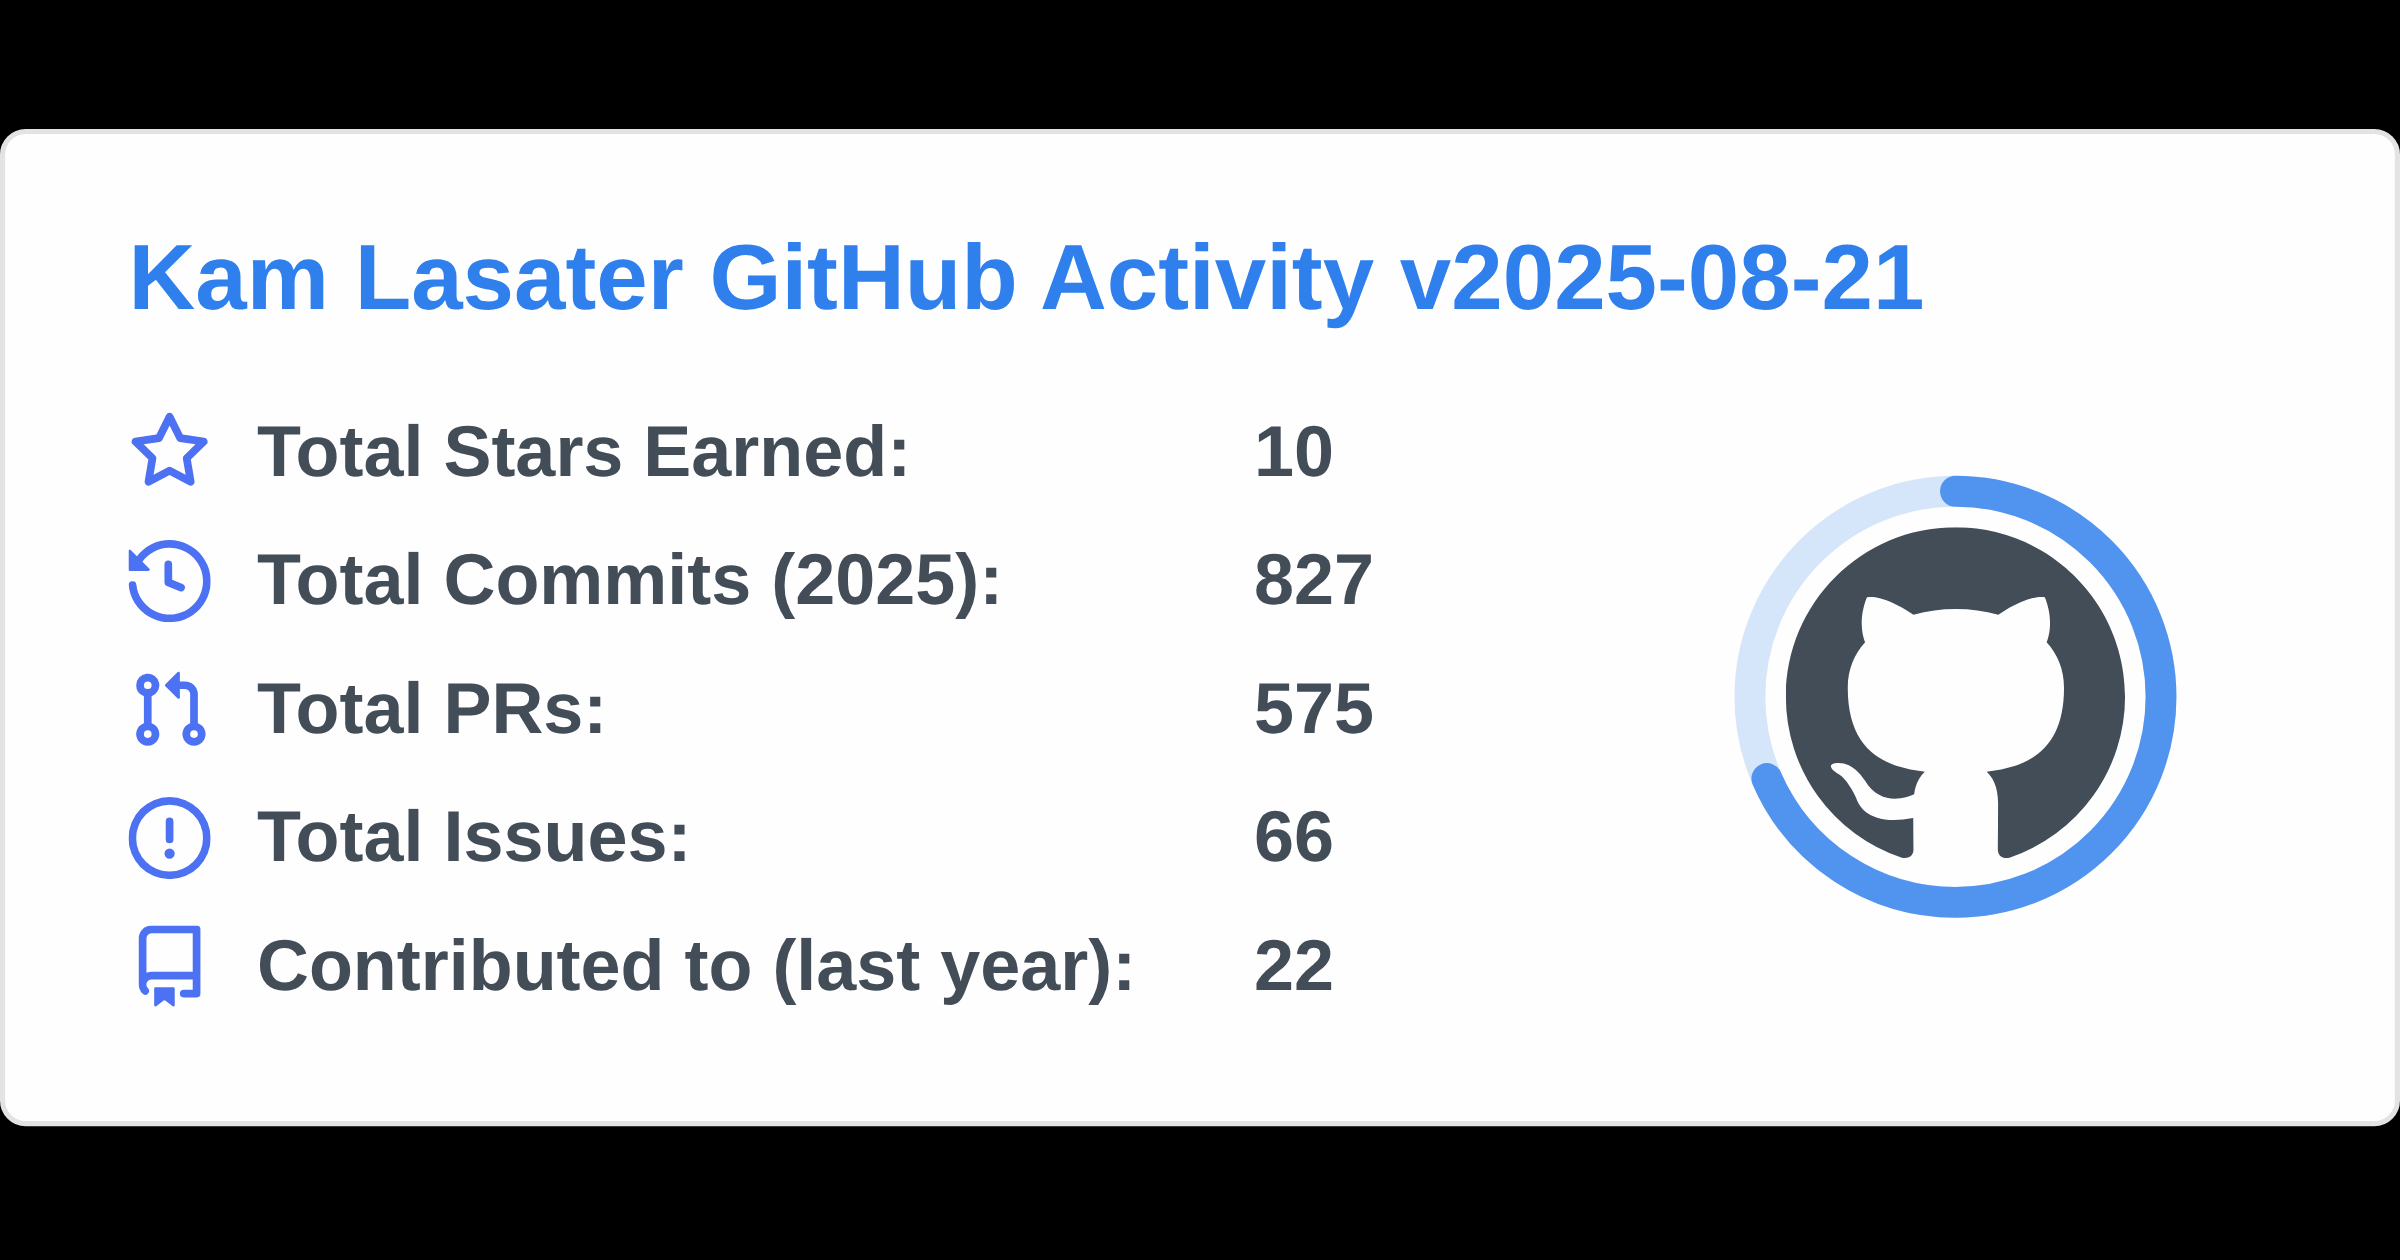 Kam Lasater GitHub Activity v2025-08-21
Total Stars Earned: 10
Total Commits (2025): 827
Total PRs: 575
Total Issues: 66
Contributed to (last year): 22